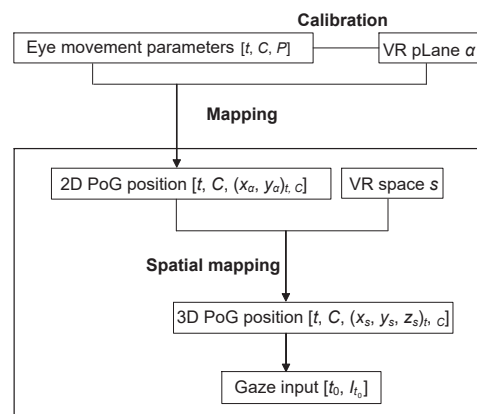 Calibration
Eye movement parameters [t, C, P]
VR pLane α
Mapping
2D PoG position [t, C, (xα, yα)t, C]
VR space s
Spatial mapping
3D PoG position [t, C, (xs, ys, zs)t, C]
Gaze input [t0, It0]